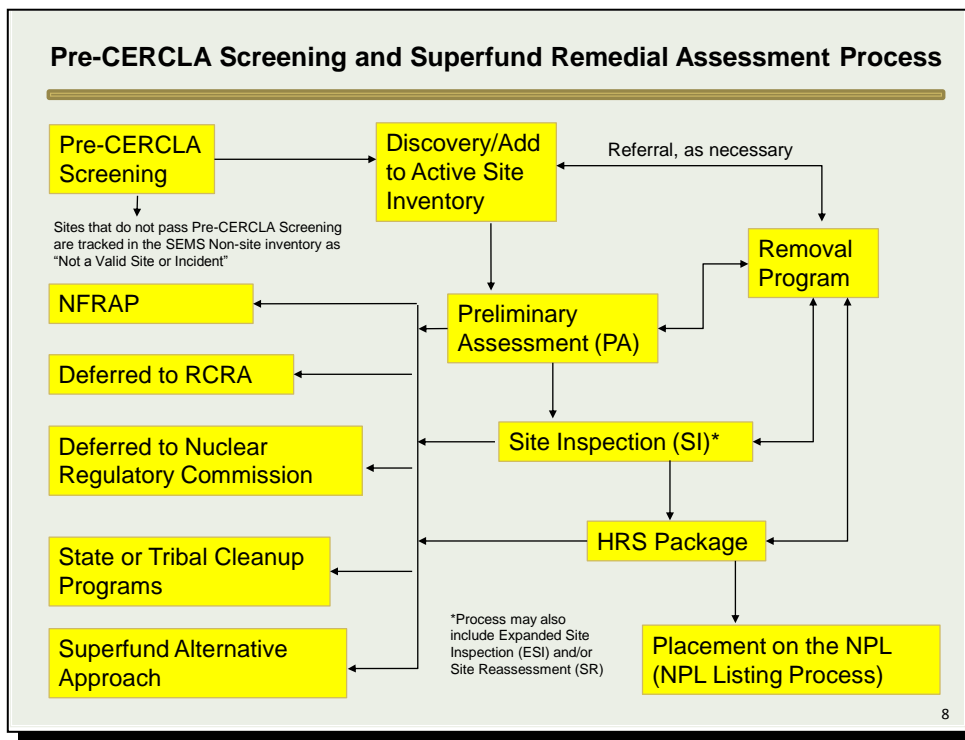 Pre-CERCLA Screening and Superfund Remedial Assessment Process
Pre-CERCLA
Screening
Discovery/Add
to Active Site
Inventory
Referral, as necessary
Sites that do not pass Pre-CERCLA Screening
are tracked in the SEMS Non-site inventory as
“Not a Valid Site or Incident”
Removal
Program
NFRAP
Preliminary
Assessment (PA)
Deferred to RCRA
Site Inspection (SI)*
Deferred to Nuclear
Regulatory Commission
HRS Package
State or Tribal Cleanup
Programs
*Process may also
include Expanded Site
Inspection (ESI) and/or
Site Reassessment (SR)
Superfund Alternative
Approach
Placement on the NPL
(NPL Listing Process)
8